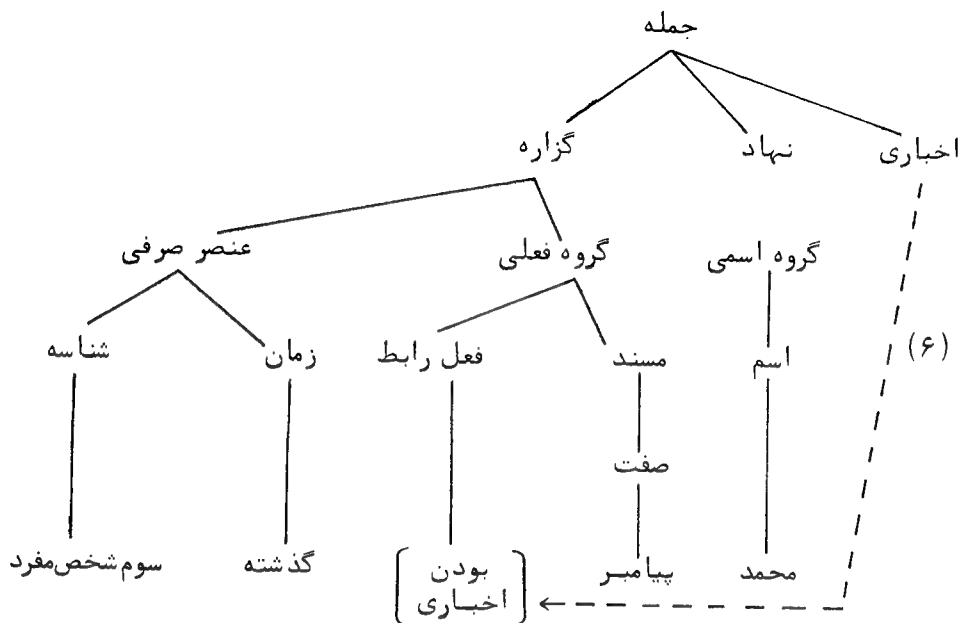 جمله
اخباری نهاد گزاره
گروه اسمی گروه فعلی عنصر صرفی
(۶) اسم مسند فعل رابط زمان شناسه
صفت
محمد پیامبر بودن گذشته سوم شخص مفرد
اخباری